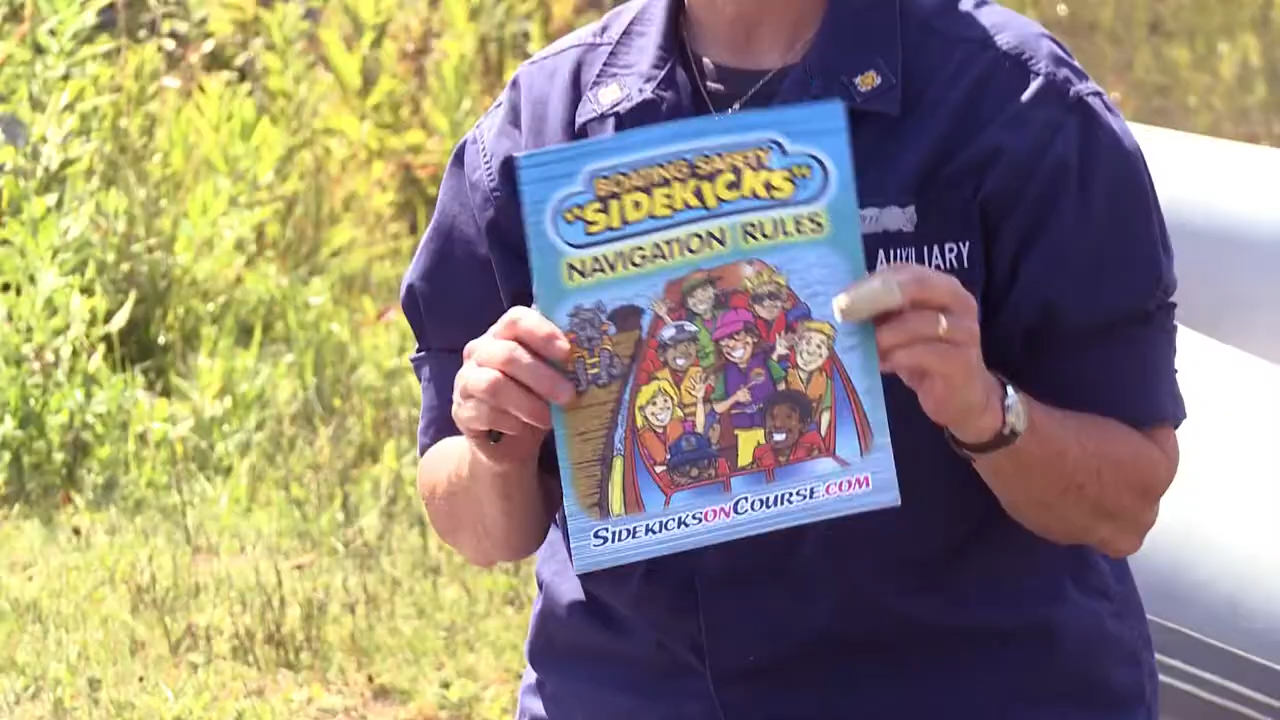 BOATING SAFETY
"SIDEKICKS"
NAVIGATION RULES
SIDEKICKSONCOURSE.COM
AUXILIARY